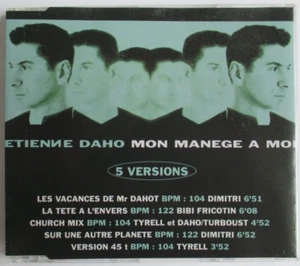 ETIENNE DAHO MON MANEGE A MOI
5 VERSIONS
LES VACANCES DE Mr DAHOT BPM : 104 DIMITRI 6'51
LA TETE A L'ENVERS BPM : 122 BIBI FRICOTIN 6'08
CHURCH MIX BPM : 104 TYRELL et DAHO/TURBOUST 4'52
SUR UNE AUTRE PLANETE BPM : 122 DIMITRI 6'52
VERSION 45 t BPM : 104 TYRELL 3'52